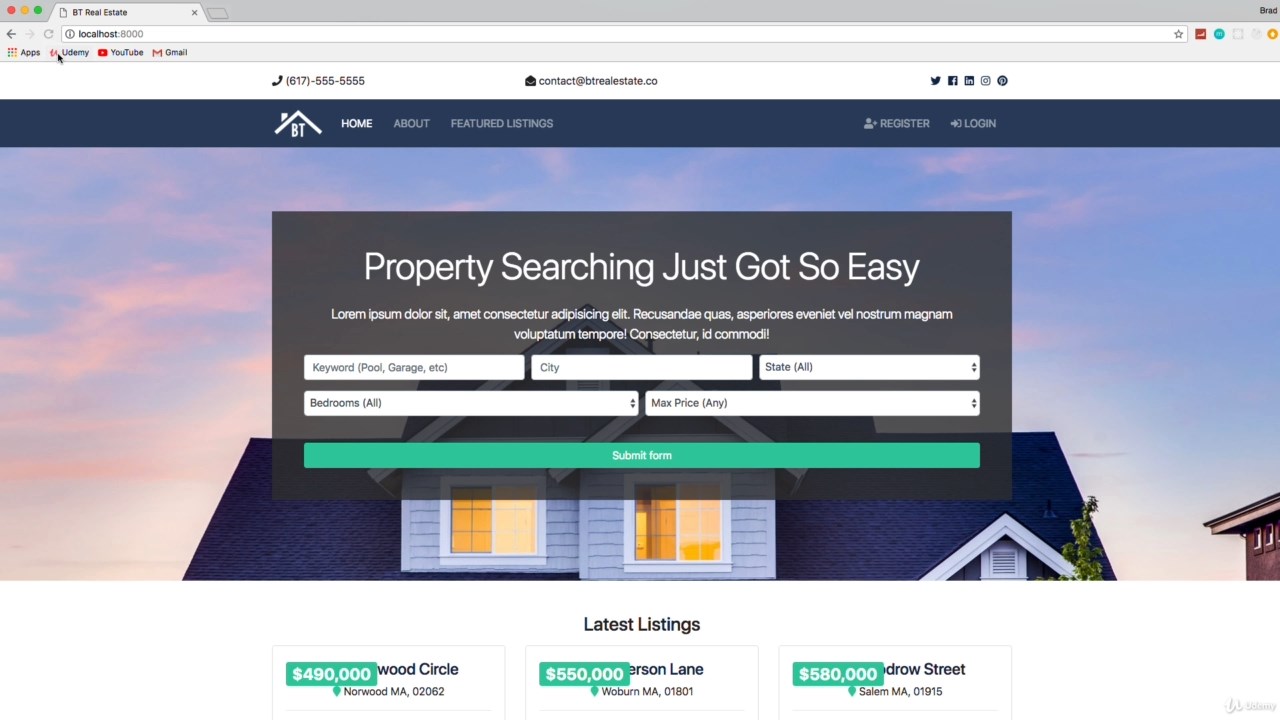 BT Real Estate
Brad
localhost:8000
Apps Udemy YouTube Gmail
(617)-555-5555 contact@btrealestate.co
BT HOME ABOUT FEATURED LISTINGS REGISTER LOGIN
Property Searching Just Got So Easy
Lorem ipsum dolor sit, amet consectetur adipisicing elit. Recusandae quas, asperiores eveniet vel nostrum magnam
voluptatum tempore! Consectetur, id commodi!
Keyword (Pool, Garage, etc) City State (All)
Bedrooms (All) Max Price (Any)
Submit form
Latest Listings
$490,000 wood Circle $550,000 erson Lane $580,000 drow Street
Norwood MA, 02062 Woburn MA, 01801 Salem MA, 01915
Udemy